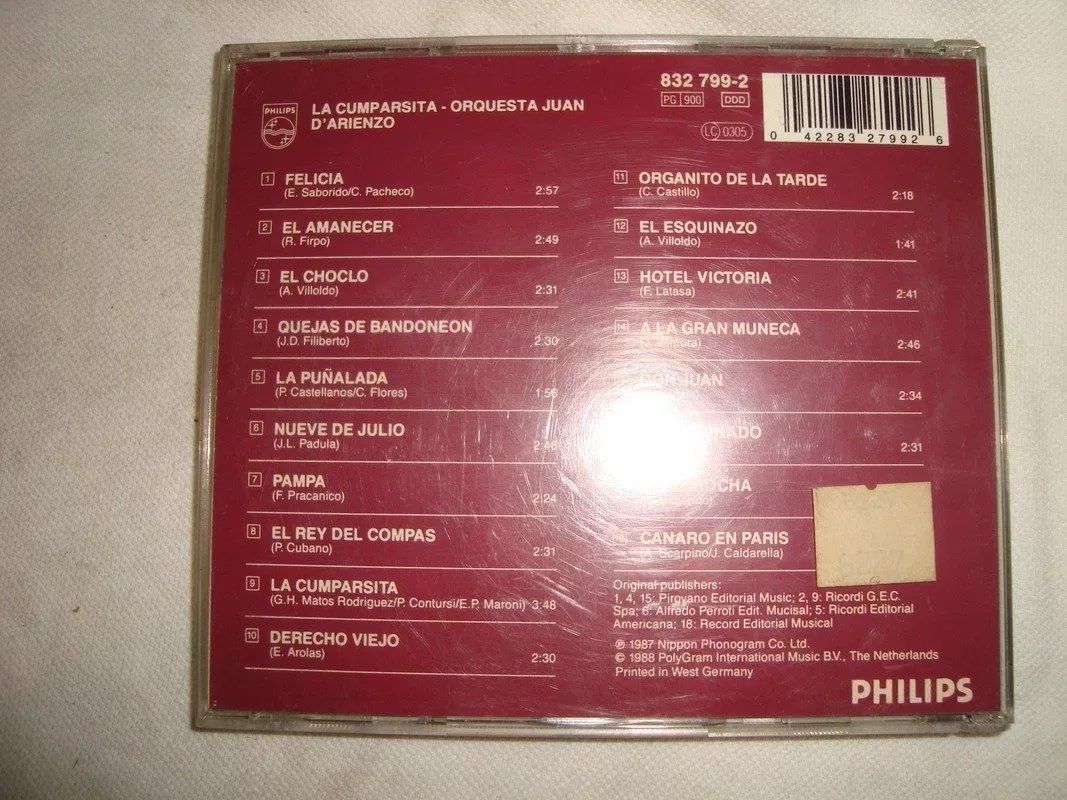 832 799-2
PG 900 DDD
LC 0305
0 42283 27992 6
PHILIPS
LA CUMPARSITA - ORQUESTA JUAN
D'ARIENZO
1 FELICIA
(E. Saborido/C. Pacheco) 2:57
2 EL AMANECER
(R. Firpo) 2:49
3 EL CHOCLO
(A. Villoldo) 2:31
4 QUEJAS DE BANDONEON
(J.D. Filiberto) 2:30
5 LA PUÑALADA
(P. Castellanos/C. Flores) 1:56
6 NUEVE DE JULIO
(J.L. Padula) 2:46
7 PAMPA
(F. Pracanico) 2:24
8 EL REY DEL COMPAS
(P. Cubano) 2:31
9 LA CUMPARSITA
(G.H. Matos Rodriguez/P. Contursi/E.P. Maroni) 3:48
10 DERECHO VIEJO
(E. Arolas) 2:30
11 ORGANITO DE LA TARDE
(C. Castillo) 2:18
12 EL ESQUINAZO
(A. Villoldo) 1:41
13 HOTEL VICTORIA
(F. Latasa) 2:41
14 A LA GRAN MUNECA
2:46
JUAN
2:34
2:31
CANARO EN PARIS
(A. Scarpino/J. Caldarella)
Original publishers:
1, 4, 15: Pirovano Editorial Music; 2, 9: Ricordi G.E.C.
Spa; 6: Alfredo Perroti Edit. Mucisal; 5: Ricordi Editorial
Americana; 18: Record Editorial Musical
℗ 1987 Nippon Phonogram Co. Ltd.
© 1988 PolyGram International Music B.V., The Netherlands
Printed in West Germany
PHILIPS